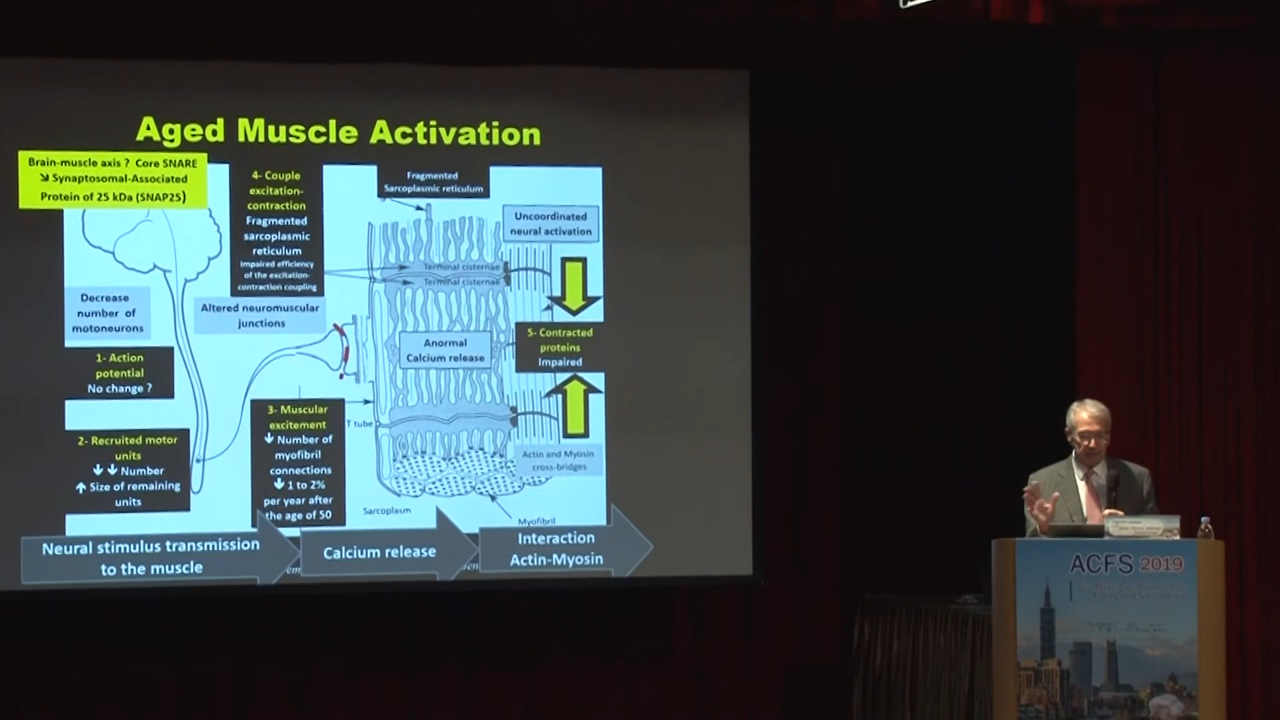 Aged Muscle Activation
Brain-muscle axis ? Core SNARE
↘ Synaptosomal-Associated
Protein of 25 kDa (SNAP25)
4- Couple
excitation-
contraction
Fragmented
sarcoplasmic
reticulum
Impaired efficiency
of the excitation-
contraction coupling
Fragmented
Sarcoplasmic reticulum
Uncoordinated
neural activation
Terminal cisternae
Terminal cisternae
Decrease
number of
motoneurons
Altered neuromuscular
junctions
Anormal
Calcium release
5- Contracted
proteins
Impaired
1- Action
potential
No change ?
3- Muscular
excitement
↓ Number of
myofibril
connections
↓ 1 to 2%
per year after
the age of 50
T tube
2- Recruited motor
units
↓ ↓ Number
↑ Size of remaining
units
Actin and Myosin
cross-bridges
Sarcoplasm
Myofibril
Neural stimulus transmission
to the muscle
Calcium release
Interaction
Actin-Myosin
ACFS 2019